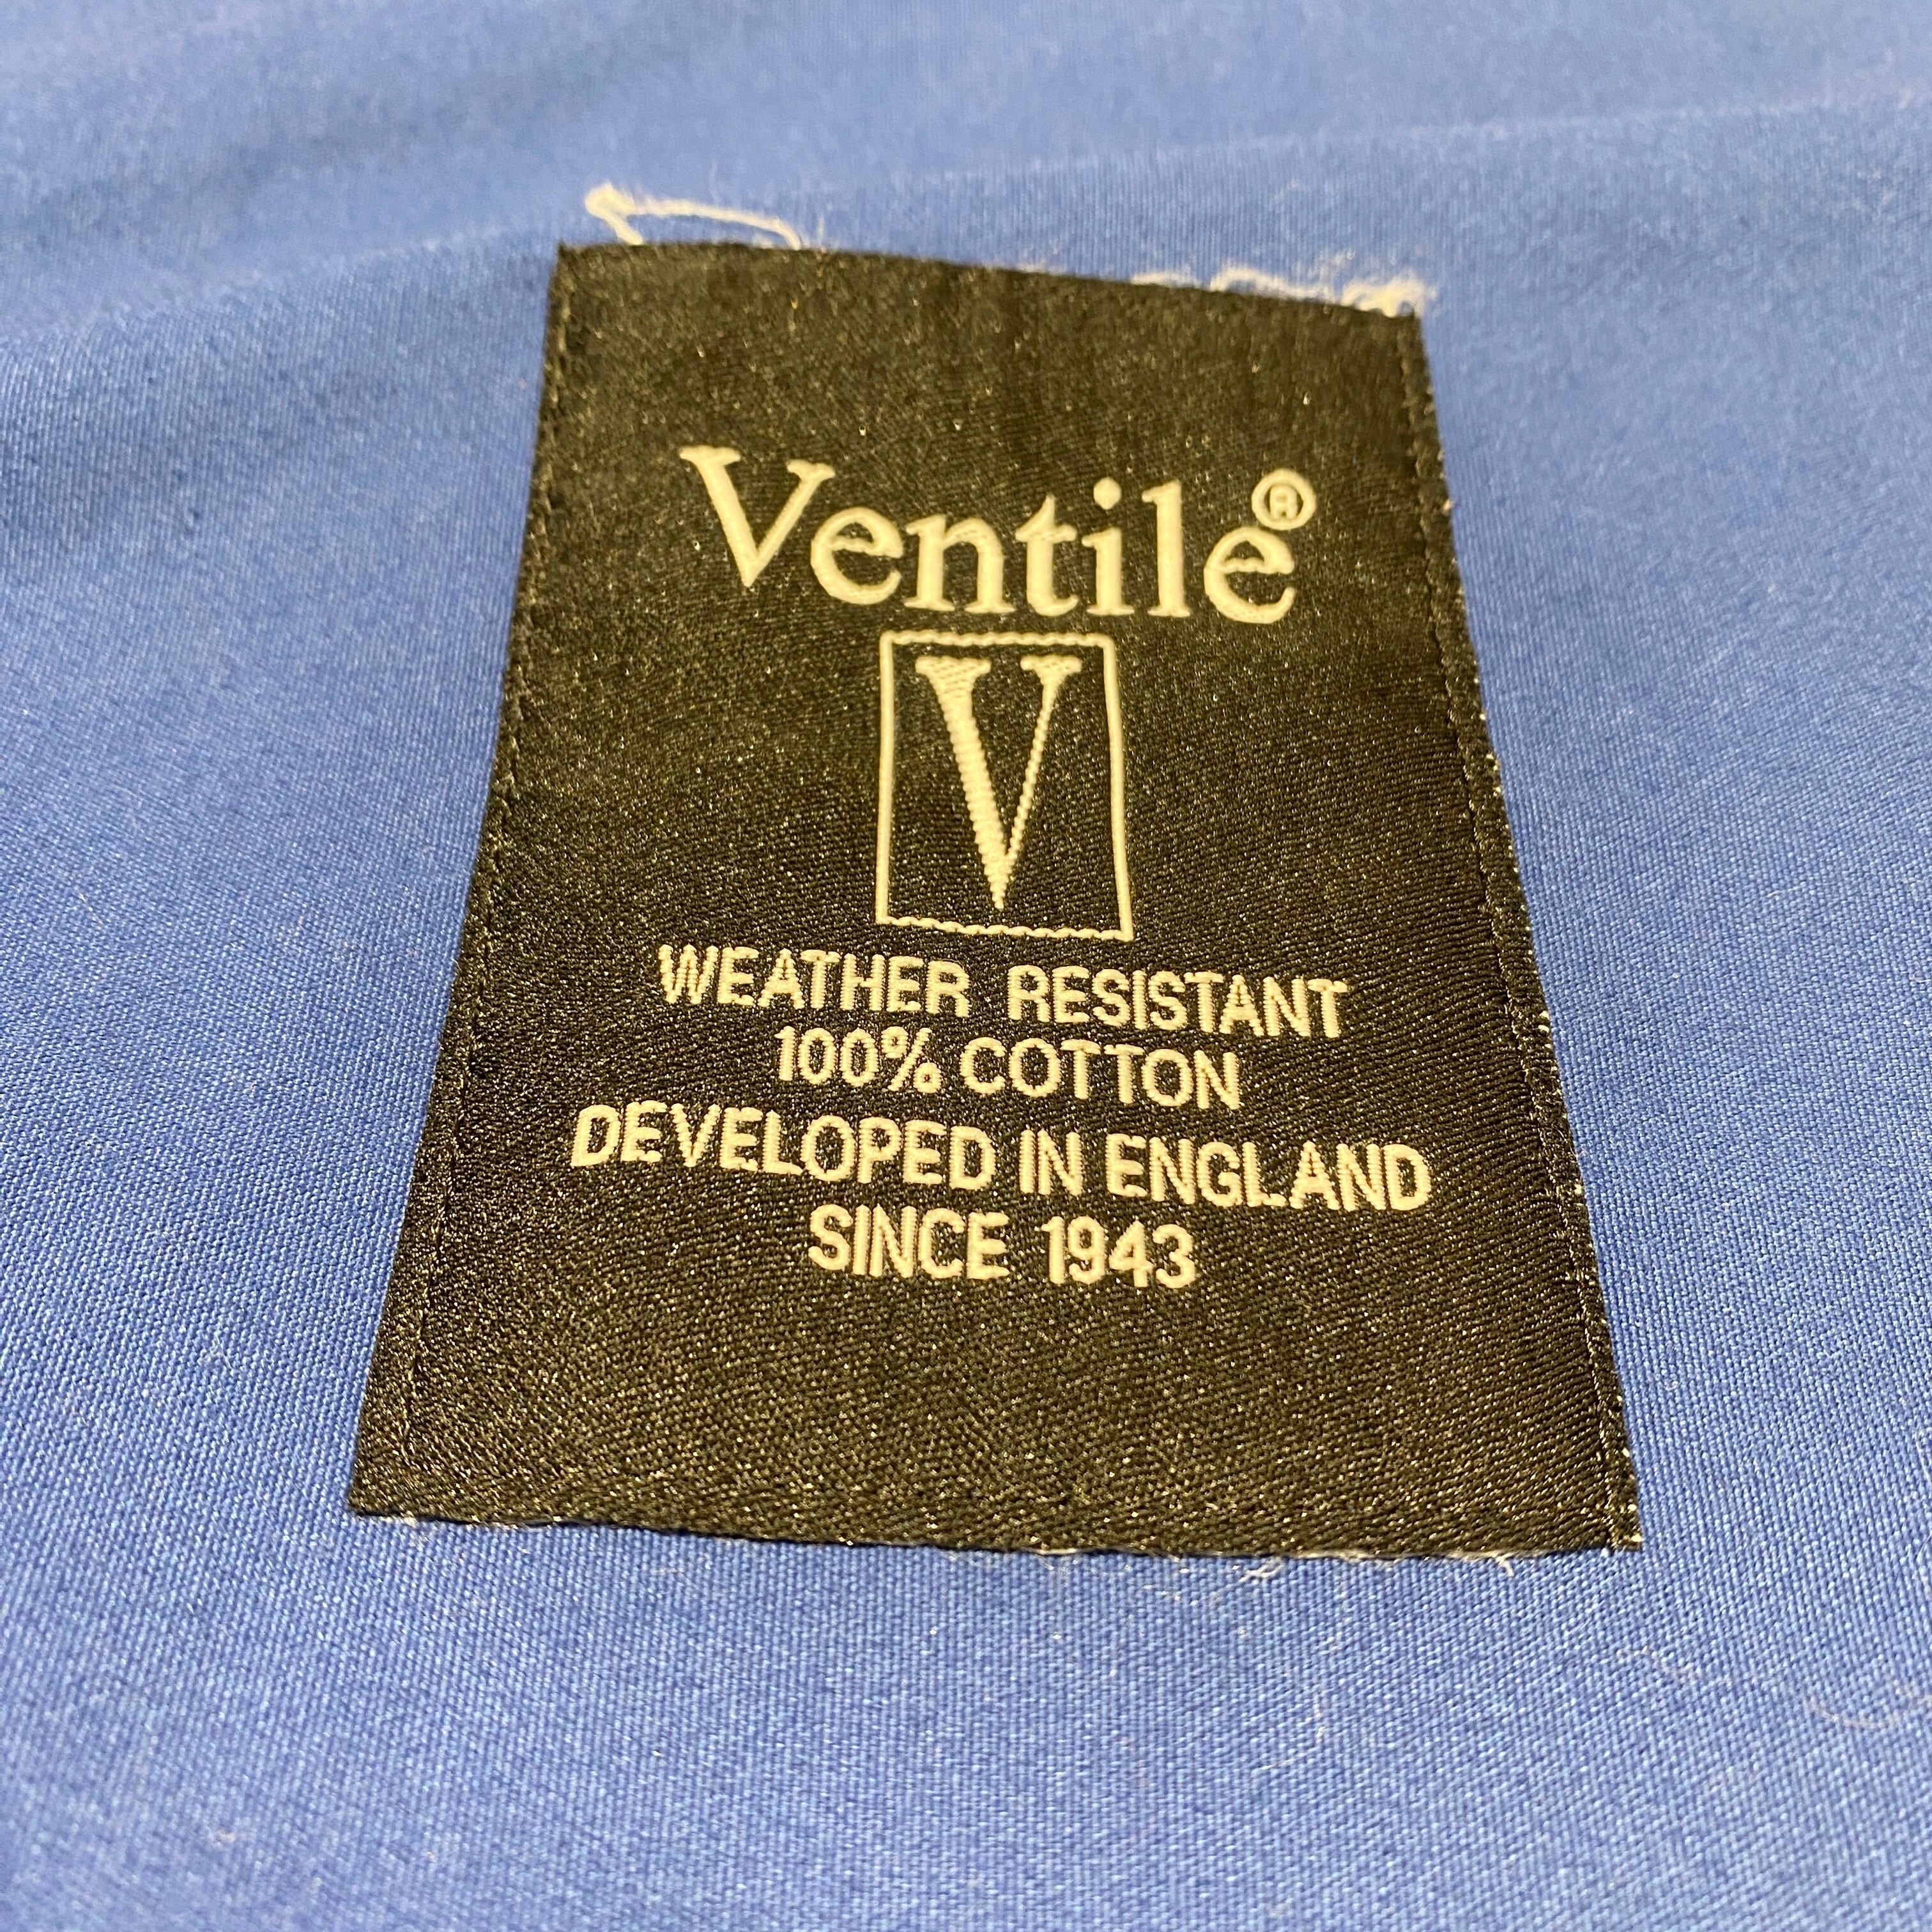 Ventile®
V
WEATHER RESISTANT
100% COTTON
DEVELOPED IN ENGLAND
SINCE 1943